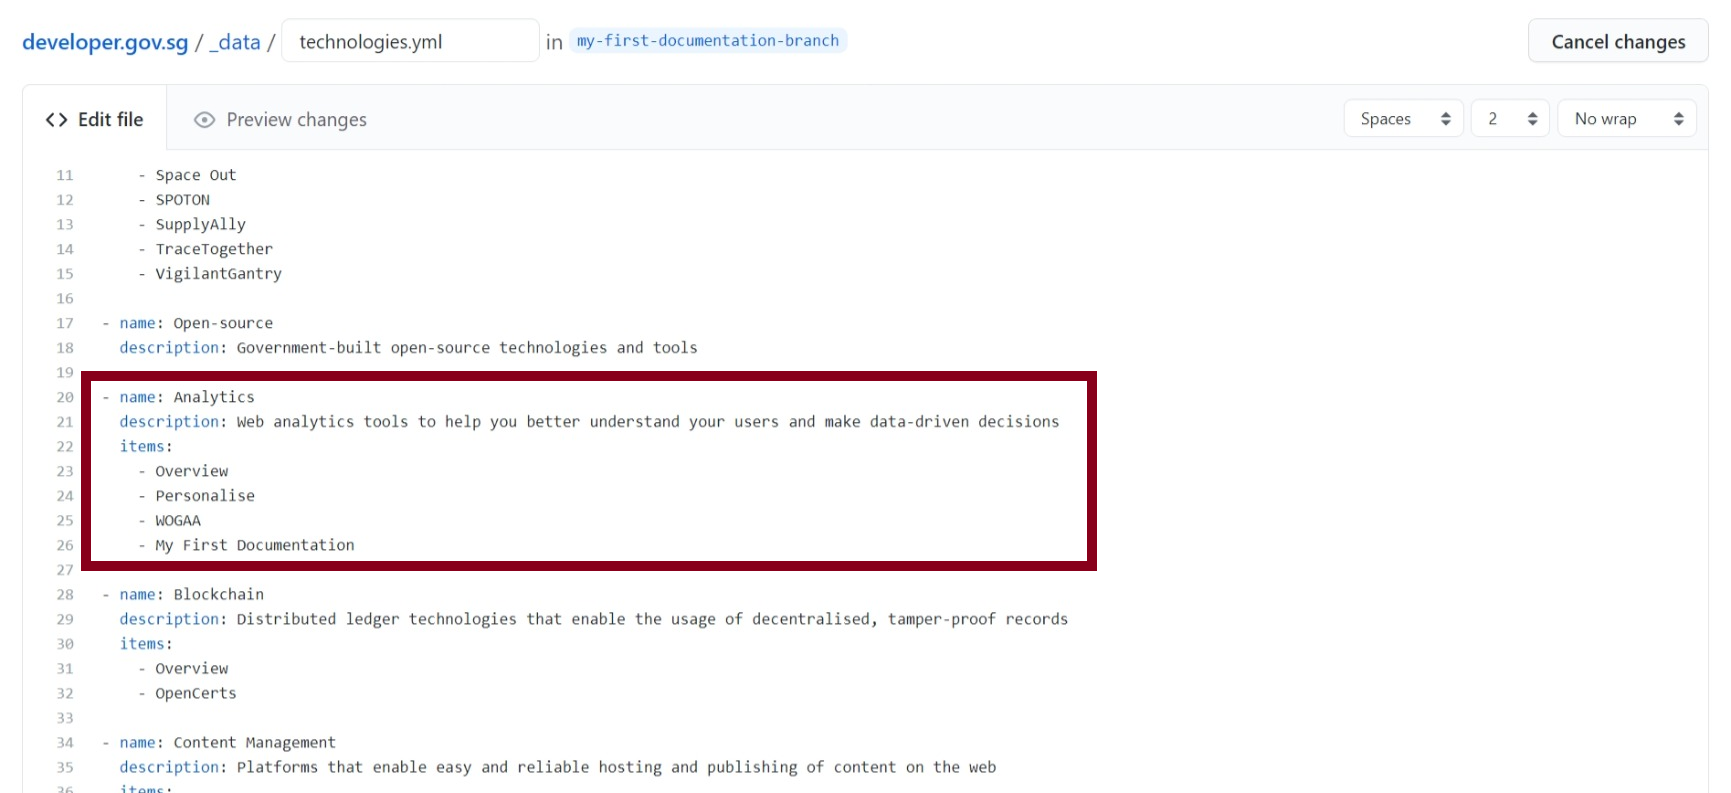 developer.gov.sg / _data / technologies.yml in my-first-documentation-branch Cancel changes
<> Edit file Preview changes Spaces 2 No wrap
11 - Space Out
12 - SPOTON
13 - SupplyAlly
14 - TraceTogether
15 - VigilantGantry
16
17 - name: Open-source
18 description: Government-built open-source technologies and tools
19
20 - name: Analytics
21 description: Web analytics tools to help you better understand your users and make data-driven decisions
22 items:
23 - Overview
24 - Personalise
25 - WOGAA
26 - My First Documentation
27
28 - name: Blockchain
29 description: Distributed ledger technologies that enable the usage of decentralised, tamper-proof records
30 items:
31 - Overview
32 - OpenCerts
33
34 - name: Content Management
35 description: Platforms that enable easy and reliable hosting and publishing of content on the web
36 items: